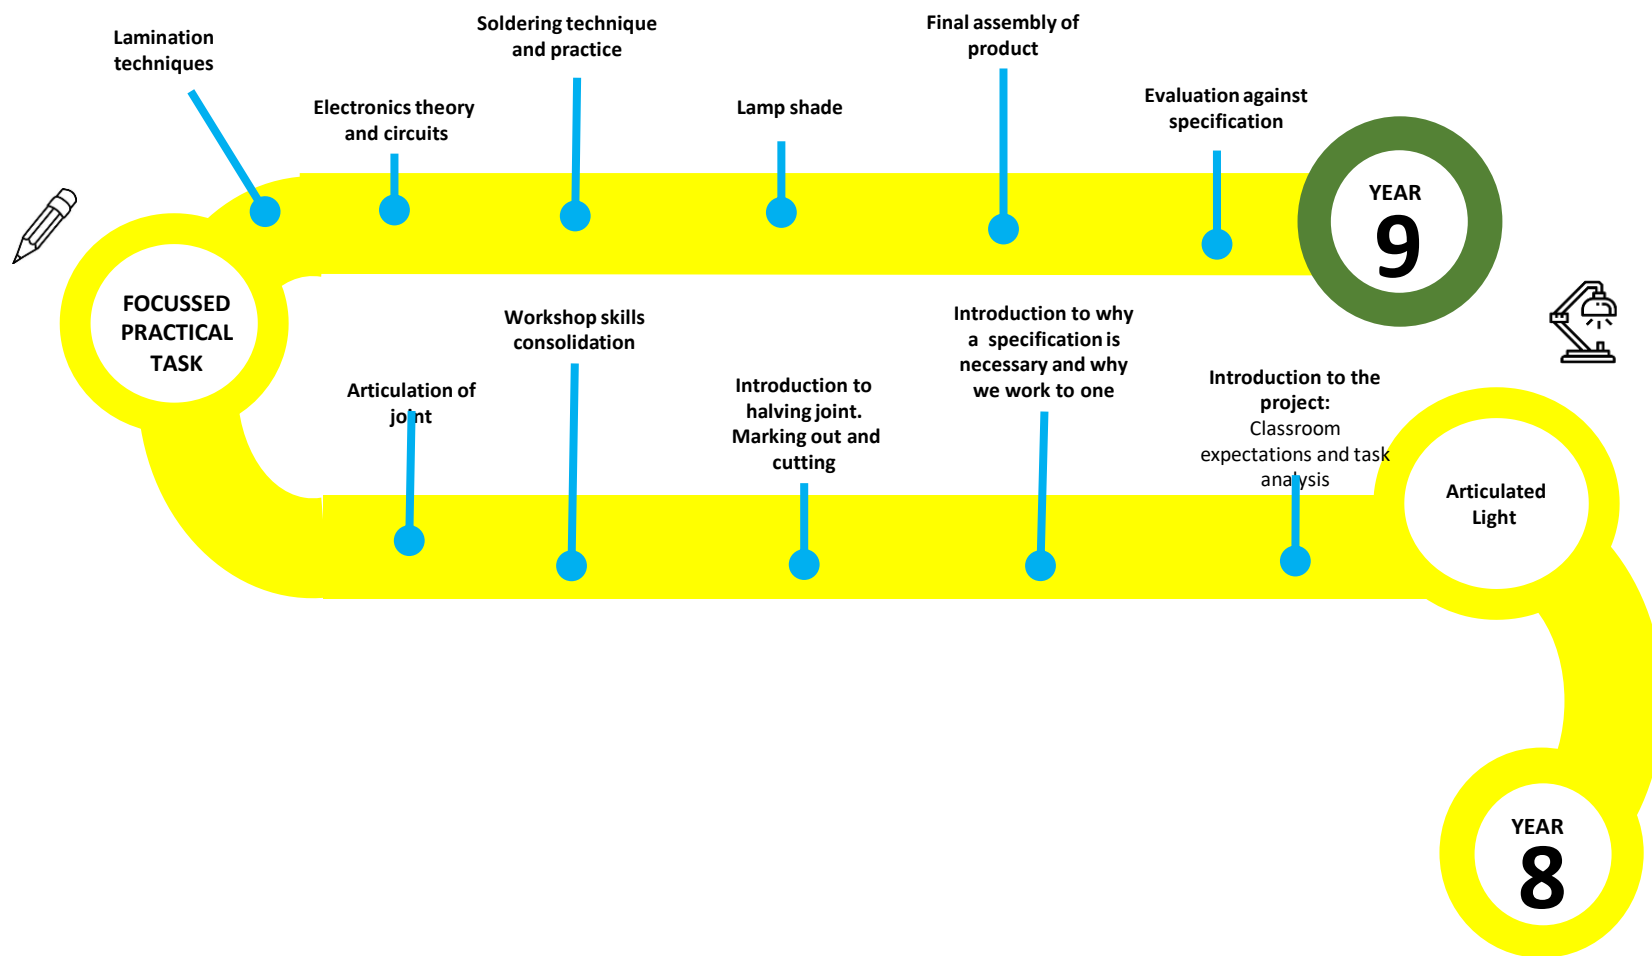 Lamination
techniques
Soldering technique
and practice
Final assembly of
product
Electronics theory
and circuits
Lamp shade
Evaluation against
specification
YEAR
9
FOCUSSED
PRACTICAL
TASK
Workshop skills
consolidation
Introduction to why
a specification is
necessary and why
we work to one
Articulation of
joint
Introduction to
halving joint.
Marking out and
cutting
Introduction to the
project:
Classroom
expectations and task
analysis
Articulated
Light
YEAR
8